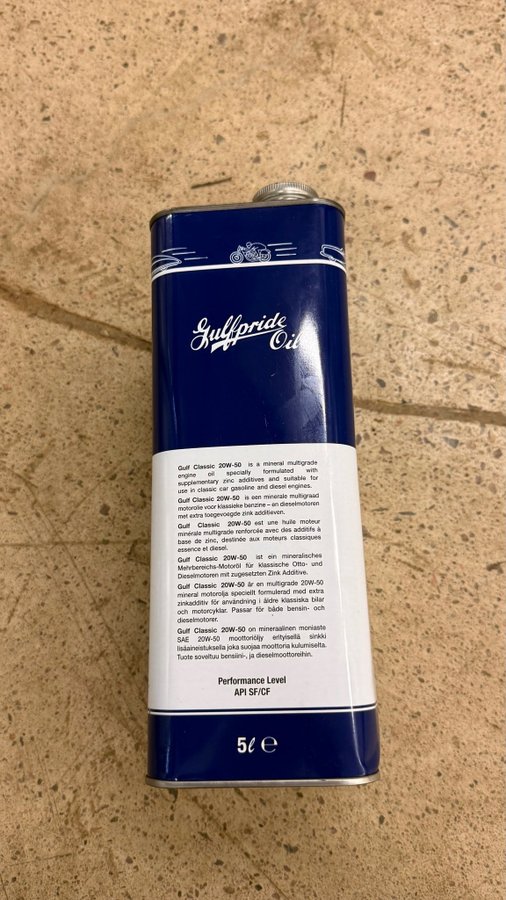 Gulfpride
Oil
Gulf Classic 20W-50 is a mineral multigrade
engine oil specially formulated with
supplementary zinc additives and suitable for
use in classic car gasoline and diesel engines.
Gulf Classic 20W-50 is een minerale multigraad
motorolie voor klassieke benzine – en dieselmotoren
met extra toegevoegde zink additieven.
Gulf Classic 20W-50 est une huile moteur
minérale multigrade renforcée avec des additifs à
base de zinc, destinée aux moteurs classiques
essence et diesel.
Gulf Classic 20W-50 ist ein mineralisches
Mehrbereichs-Motoröl für klassische Otto- und
Dieselmotoren mit zugesetzten Zink Additive.
Gulf Classic 20W-50 är en multigrade 20W-50
mineral motorolja speciellt formulerad med extra
zinkadditiv för användning i äldre klassiska bilar
och motorcyklar. Passar för både bensin- och
dieselmotorer.
Gulf Classic 20W-50 on mineraalinen moniaste
SAE 20W-50 moottoriöljy erityisellä sinkki
lisäaineistuksella joka suojaa moottoria kulumiselta.
Tuote soveltuu bensiini-, ja dieselmoottoreihin.
Performance Level
API SF/CF
5ℓ ℮